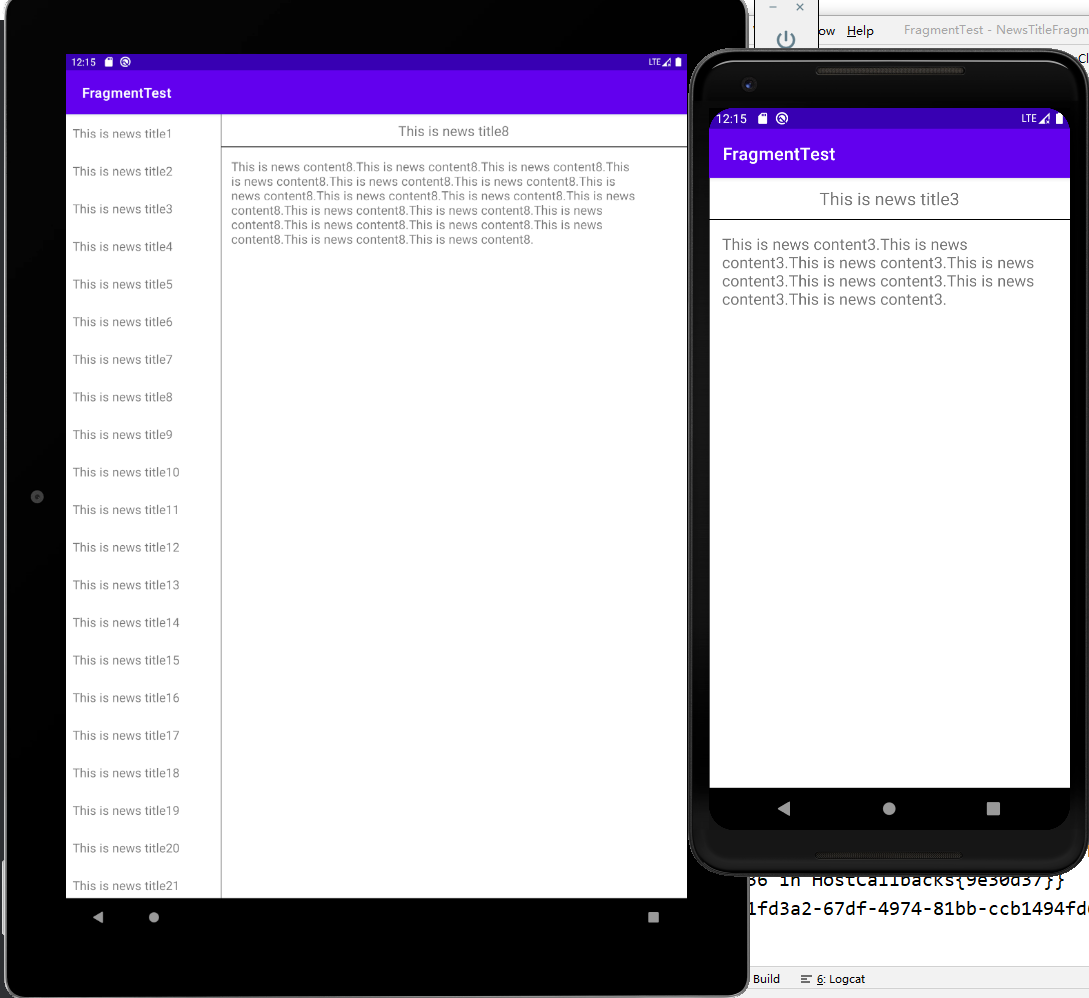 12:15
LTE
FragmentTest
This is news title1
This is news title2
This is news title3
This is news title4
This is news title5
This is news title6
This is news title7
This is news title8
This is news title9
This is news title10
This is news title11
This is news title12
This is news title13
This is news title14
This is news title15
This is news title16
This is news title17
This is news title18
This is news title19
This is news title20
This is news title21
This is news title8
This is news content8.This is news content8.This is news content8.This
is news content8.This is news content8.This is news content8.This is
news content8.This is news content8.This is news content8.This is news
content8.This is news content8.This is news content8.This is news
content8.This is news content8.This is news content8.This is news
content8.This is news content8.This is news content8.
ow Help FragmentTest - NewsTitleFragm
Cl
12:15
LTE
FragmentTest
This is news title3
This is news content3.This is news
content3.This is news content3.This is news
content3.This is news content3.This is news
content3.This is news content3.
36 in HostCallbacks{9e30d37}}
1fd3a2-67df-4974-81bb-ccb1494fd
Build 6: Logcat